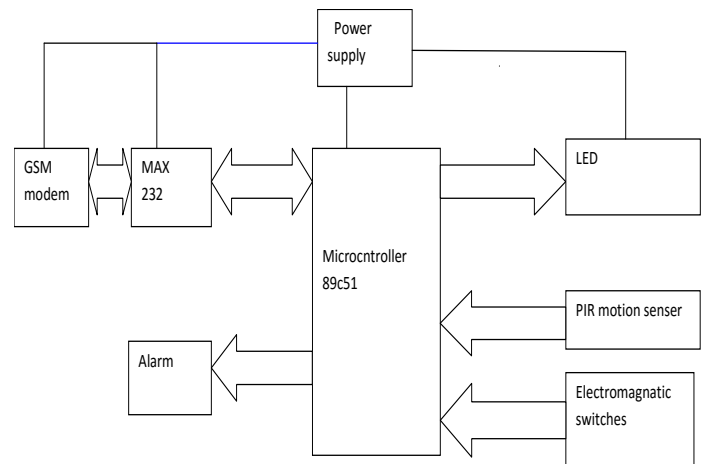 Power
supply
GSM
modem
MAX
232
LED
Microcntroller
89c51
PIR motion senser
Alarm
Electromagnatic
switches